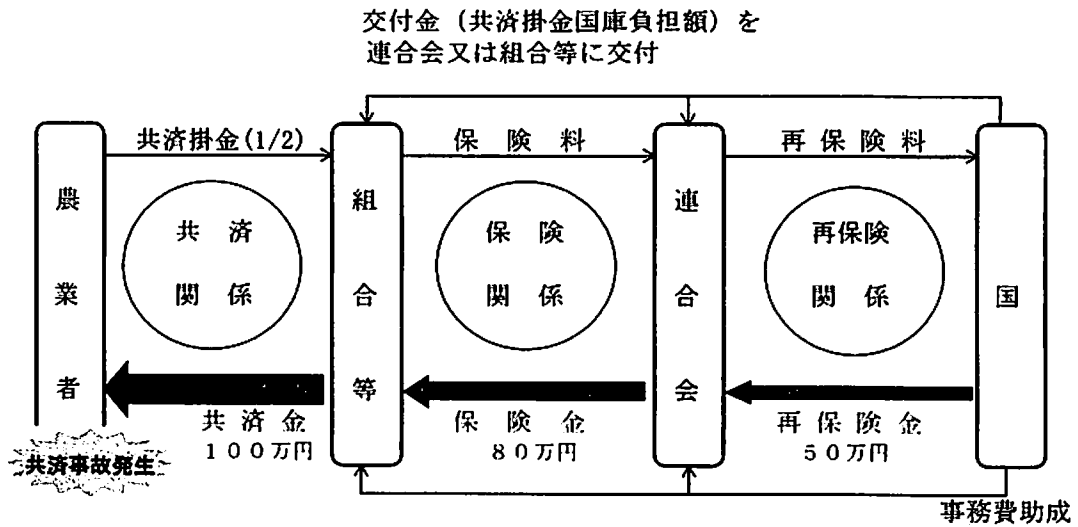 交付金（共済掛金国庫負担額）を
連合会又は組合等に交付
共済掛金(1/2)
保険料
再保険料
農業者
組合等
連合会
国
共済
関係
保険
関係
再保険
関係
共済金
100万円
保険金
80万円
再保険金
50万円
共済事故発生
事務費助成